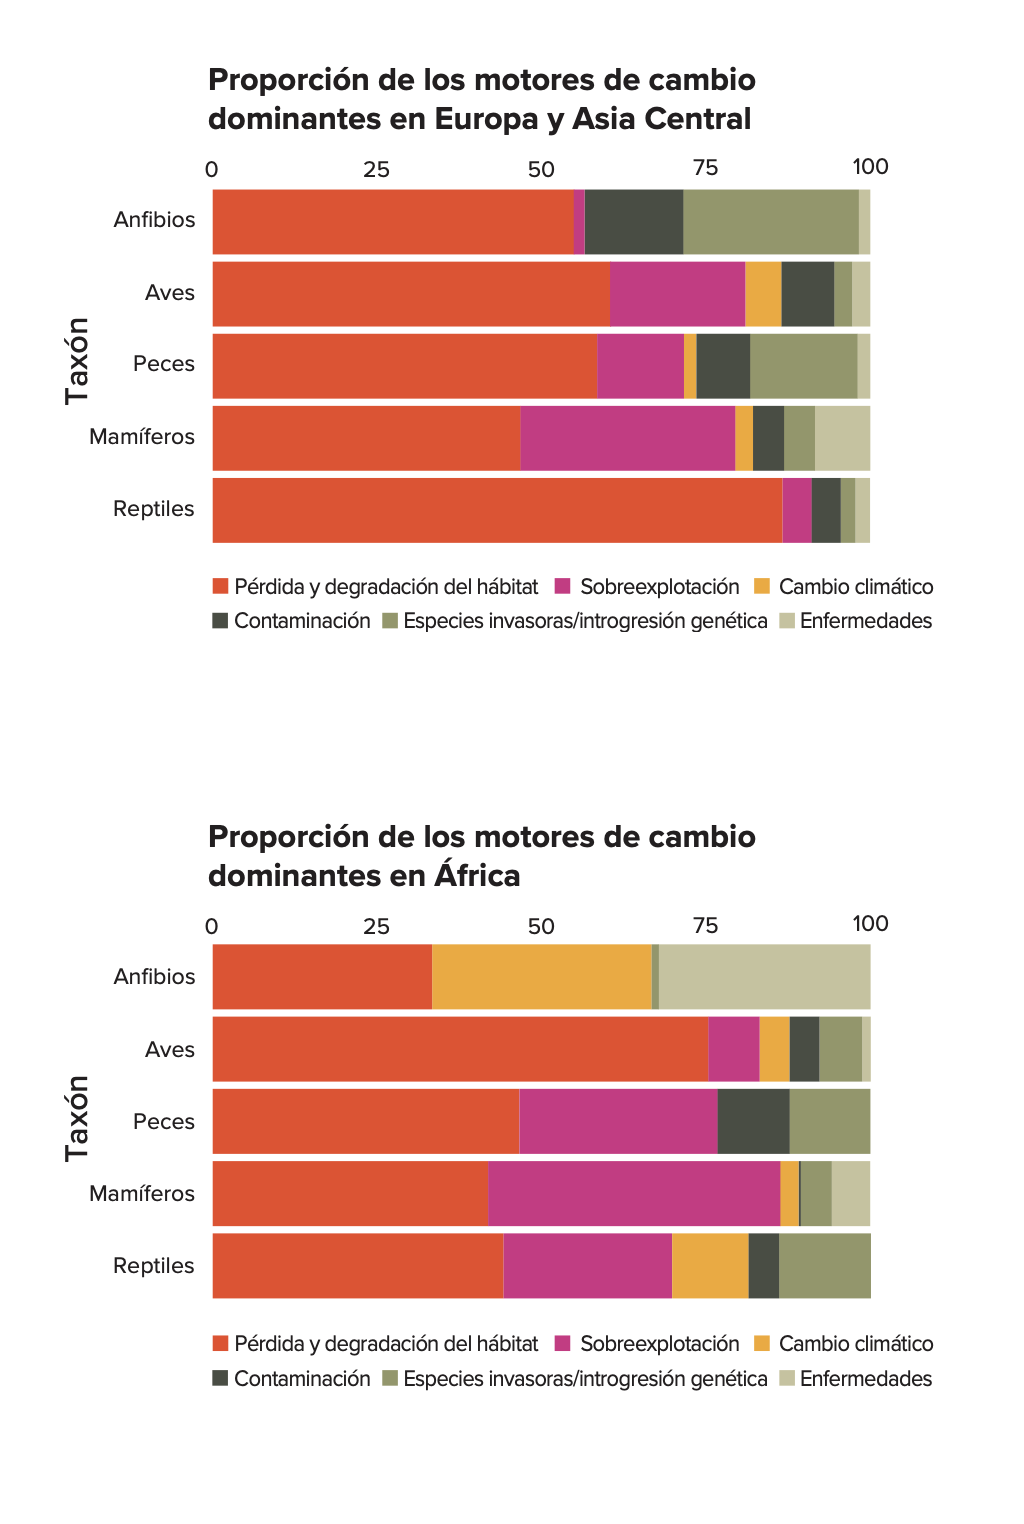 Proporción de los motores de cambio
dominantes en Europa y Asia Central
0 25 50 75 100
Taxón
Anfibios
Aves
Peces
Mamíferos
Reptiles
Pérdida y degradación del hábitat Sobreexplotación Cambio climático
Contaminación Especies invasoras/introgresión genética Enfermedades
Proporción de los motores de cambio
dominantes en África
0 25 50 75 100
Taxón
Anfibios
Aves
Peces
Mamíferos
Reptiles
Pérdida y degradación del hábitat Sobreexplotación Cambio climático
Contaminación Especies invasoras/introgresión genética Enfermedades